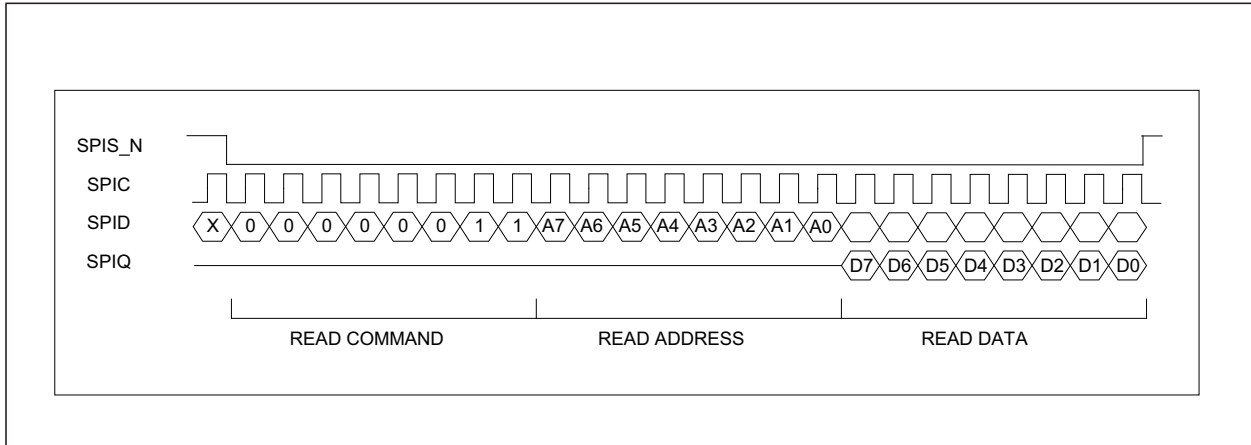 SPIS_N
SPIC
SPID X 0 0 0 0 0 0 1 1 A7 A6 A5 A4 A3 A2 A1 A0
SPIQ D7 D6 D5 D4 D3 D2 D1 D0
READ COMMAND READ ADDRESS READ DATA